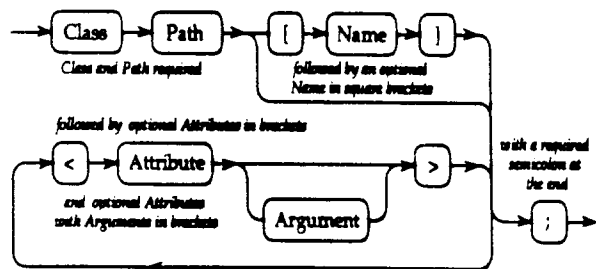 Class Path [ Name ]
Class and Path required
followed by an optional
Name in square brackets
followed by optional Attributes in brackets
with a required
semicolon at
the end
< Attribute >
and optional Attributes
with Arguments in brackets
Argument
;